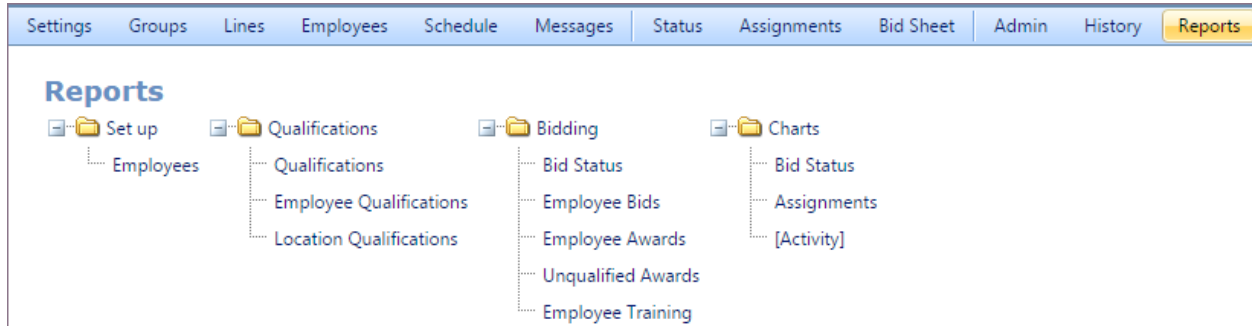 Settings Groups Lines Employees Schedule Messages Status Assignments Bid Sheet Admin History Reports
Reports
Set up
Employees
Qualifications
Qualifications
Employee Qualifications
Location Qualifications
Bidding
Bid Status
Employee Bids
Employee Awards
Unqualified Awards
Employee Training
Charts
Bid Status
Assignments
[Activity]